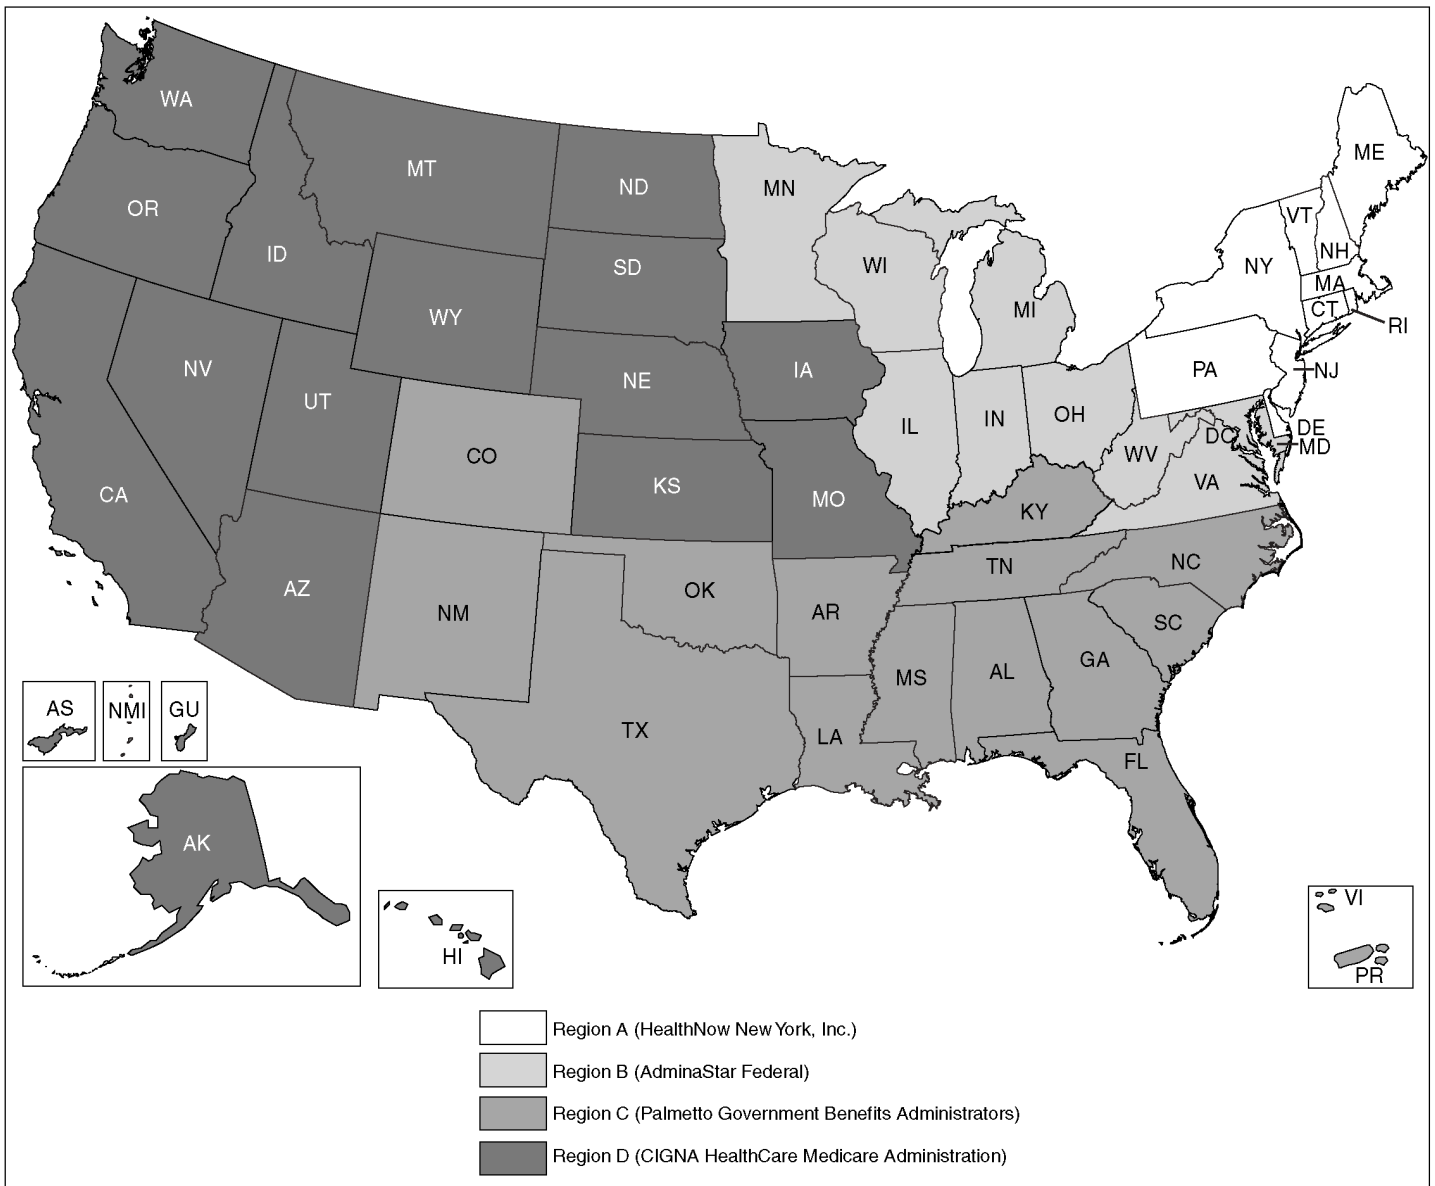 WA
MT
ND
MN
ME
OR
ID
SD
WI
MI
NY
VT
NH
MA
CT
RI
WY
NV
UT
NE
IA
PA
NJ
CO
IL
IN
OH
DE
MD
DC
WV
VA
CA
KS
MO
KY
AZ
NM
OK
AR
TN
NC
SC
MS
AL
GA
TX
LA
FL
AS
NMI
GU
AK
HI
VI
PR
Region A (HealthNow New York, Inc.)
Region B (AdminaStar Federal)
Region C (Palmetto Government Benefits Administrators)
Region D (CIGNA HealthCare Medicare Administration)